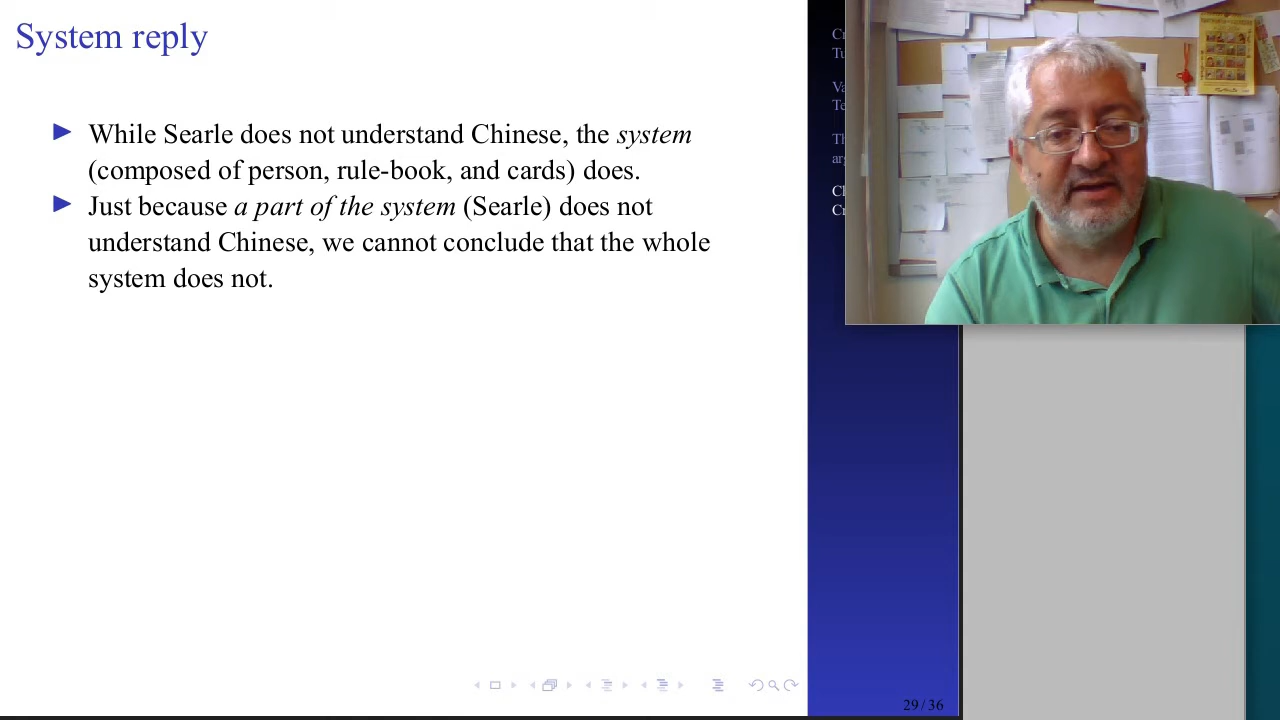 System reply
While Searle does not understand Chinese, the system
(composed of person, rule-book, and cards) does.
Just because a part of the system (Searle) does not
understand Chinese, we cannot conclude that the whole
system does not.
29 / 36